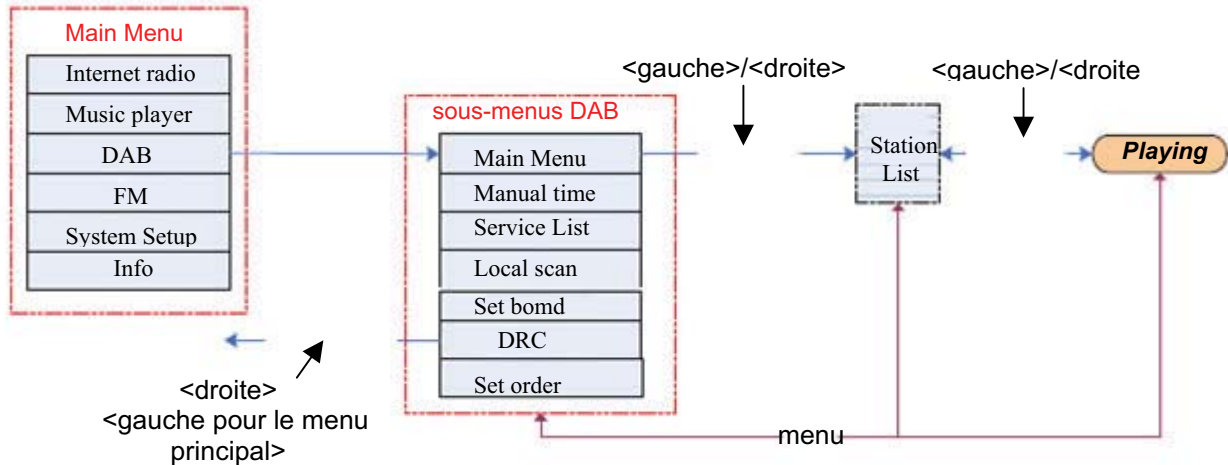 Main Menu
Internet radio
Music player
DAB
FM
System Setup
Info
<droite>
<gauche pour le menu
principal>
sous-menus DAB
Main Menu
Manual time
Service List
Local scan
Set bomd
DRC
Set order
<gauche>/<droite>
Station
List
<gauche>/<droite
Playing
menu